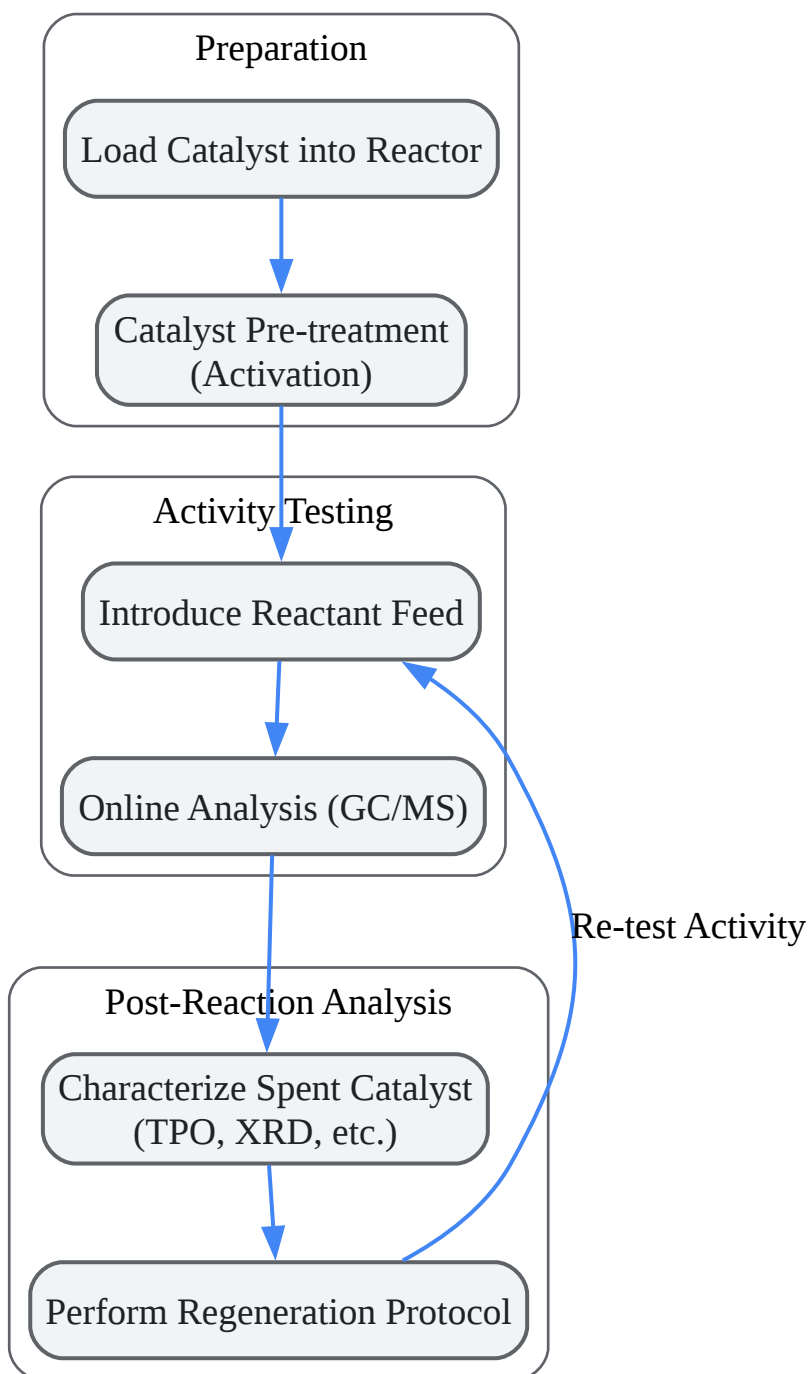 Preparation
Load Catalyst into Reactor
Catalyst Pre-treatment
(Activation)
Activity Testing
Introduce Reactant Feed
Online Analysis (GC/MS)
Re-test Activity
Post-Reaction Analysis
Characterize Spent Catalyst
(TPO, XRD, etc.)
Perform Regeneration Protocol